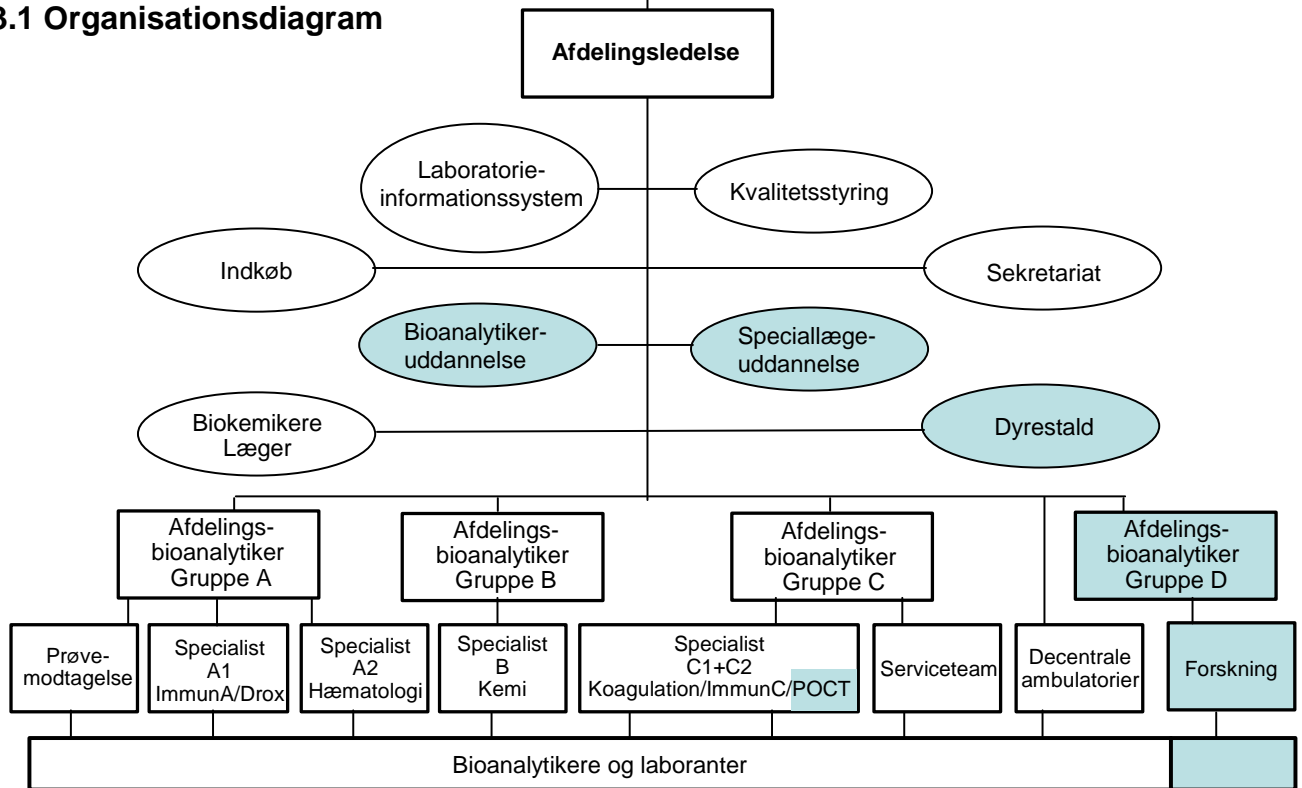 3.1 Organisationsdiagram
Afdelingsledelse
Laboratorie-
informationssystem
Kvalitetsstyring
Indkøb
Sekretariat
Bioanalytiker-
uddannelse
Speciallæge-
uddannelse
Biokemikere
Læger
Dyrestald
Afdelings-
bioanalytiker
Gruppe A
Afdelings-
bioanalytiker
Gruppe B
Afdelings-
bioanalytiker
Gruppe C
Afdelings-
bioanalytiker
Gruppe D
Prøve-
modtagelse
Specialist
A1
ImmunA/Drox
Specialist
A2
Hæmatologi
Specialist
B
Kemi
Specialist
C1+C2
Koagulation/ImmunC/POCT
Serviceteam
Decentrale
ambulatorier
Forskning
Bioanalytikere og laboranter